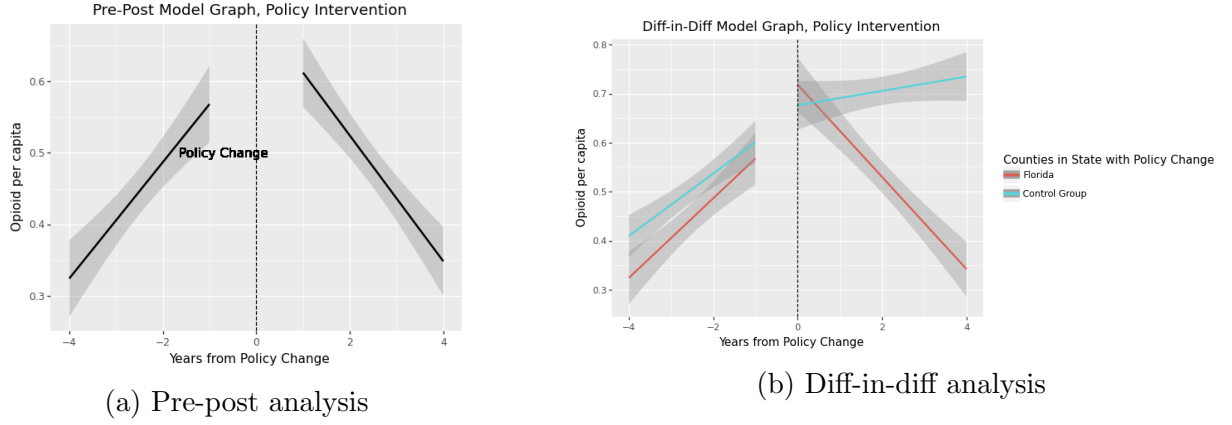 Pre-Post Model Graph, Policy Intervention
Opioid per capita
0.6
0.5
0.4
0.3
Policy Change
−4
−2
0
2
4
Years from Policy Change
(a) Pre-post analysis
Diff-in-Diff Model Graph, Policy Intervention
Opioid per capita
0.8
0.7
0.6
0.5
0.4
0.3
−4
−2
0
2
4
Years from Policy Change
Counties in State with Policy Change
Florida
Control Group
(b) Diff-in-diff analysis